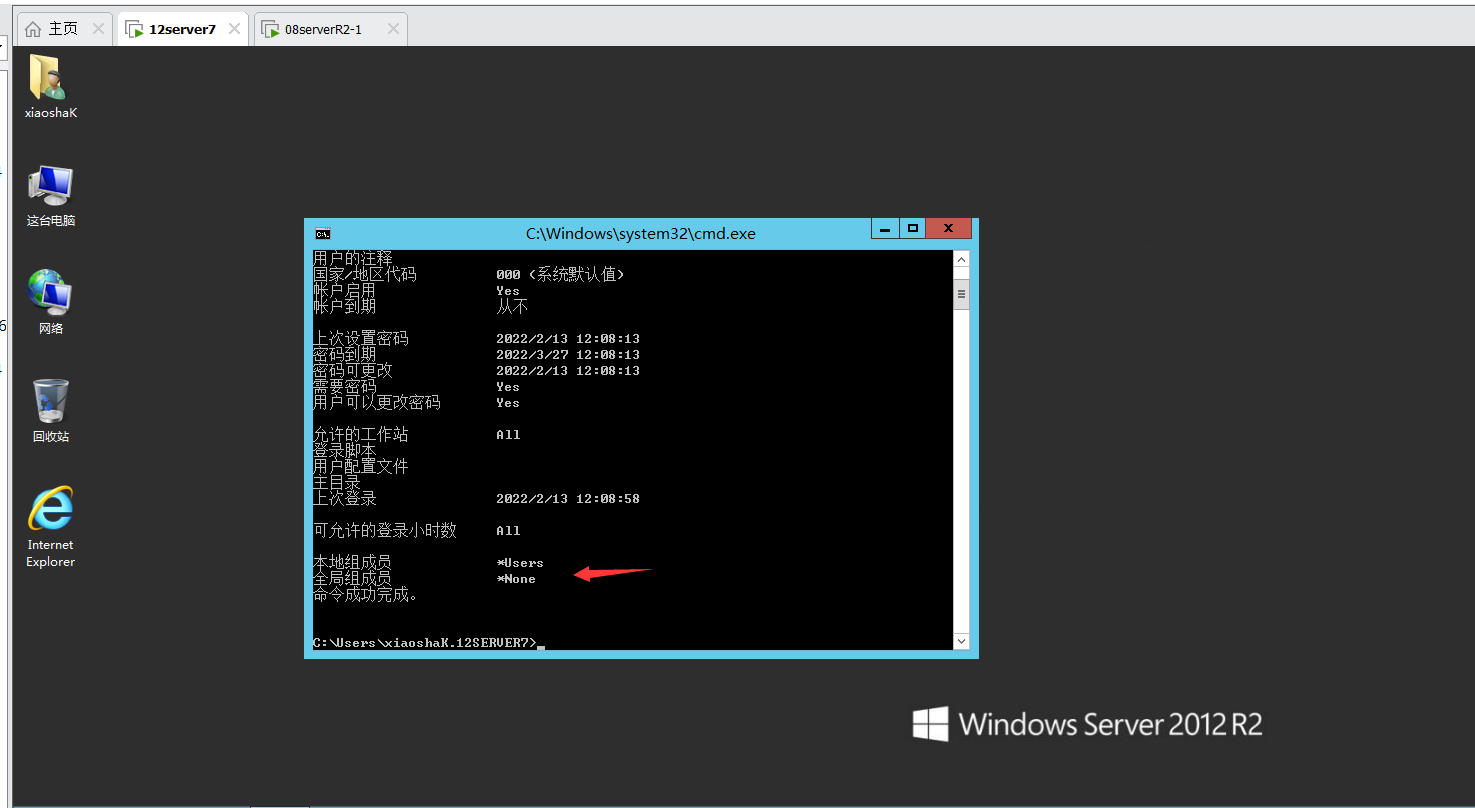 主页
12server7
08serverR2-1
xiaoshaK
这台电脑
网络
回收站
Internet
Explorer
C:\Windows\system32\cmd.exe
用户的注释
国家/地区代码 000 (系统默认值)
帐户启用 Yes
帐户到期 从不
上次设置密码 2022/2/13 12:08:13
密码到期 2022/3/27 12:08:13
密码可更改 2022/2/13 12:08:13
需要密码 Yes
用户可以更改密码 Yes
允许的工作站 All
登录脚本
用户配置文件
主目录
上次登录 2022/2/13 12:08:58
可允许的登录小时数 All
本地组成员 *Users
全局组成员 *None
命令成功完成。
C:\Users\xiaoshaK.12SERVER7>
Windows Server 2012 R2